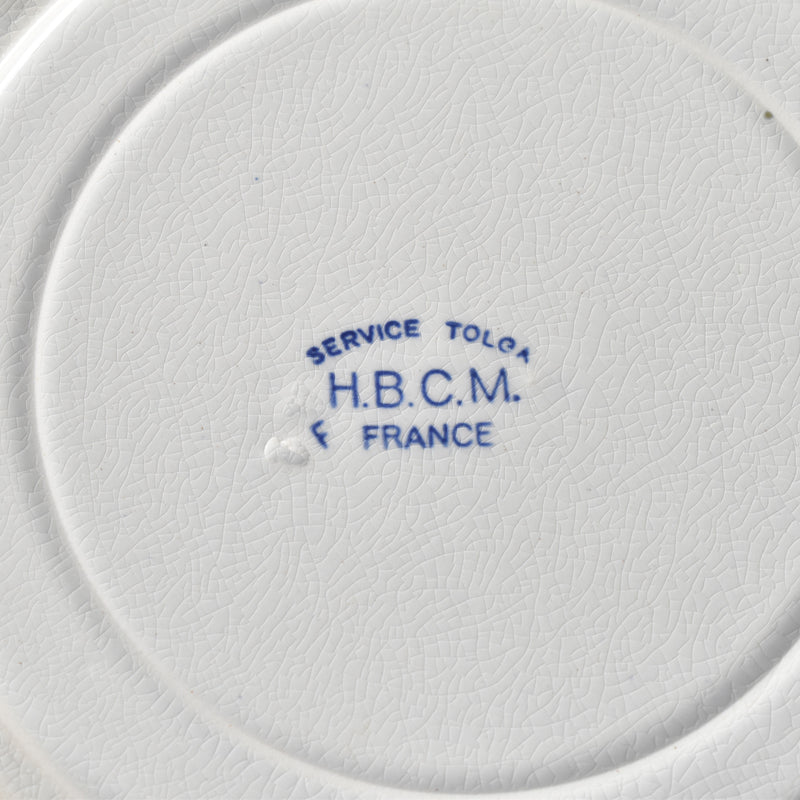 SERVICE TOLGA
H.B.C.M.
F FRANCE